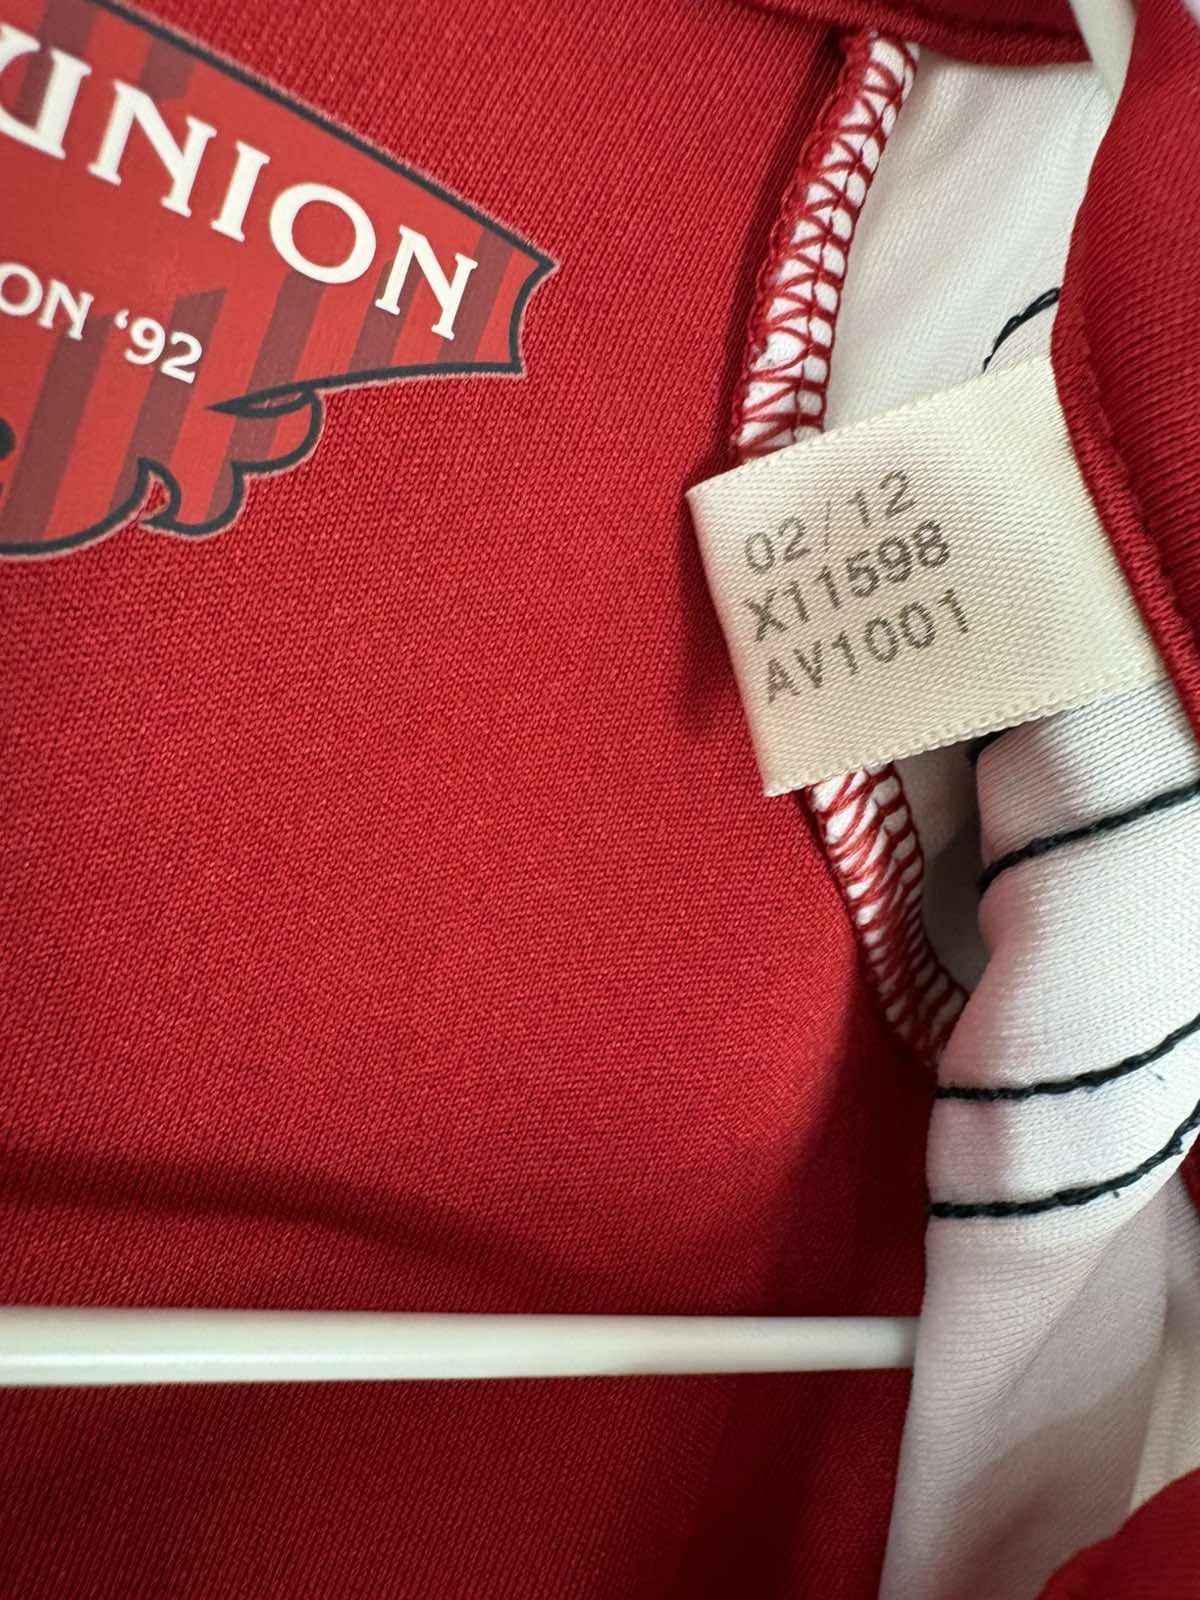 UNION
ON ‘92
02/12
X11598
AV1001